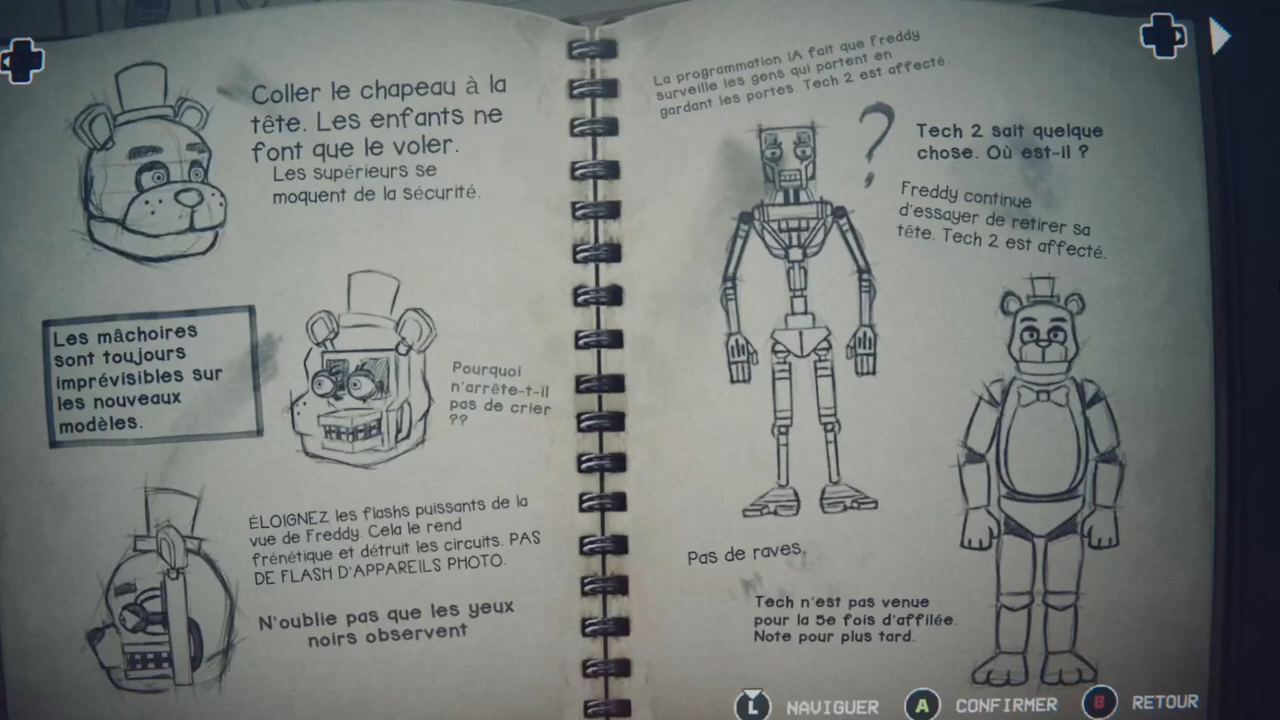 Coller le chapeau à la
tête. Les enfants ne
font que le voler.
Les supérieurs se
moquent de la sécurité.
Les mâchoires
sont toujours
imprévisibles sur
les nouveaux
modèles.
Pourquoi
n'arrête-t-il
pas de crier
??
ÉLOIGNEZ les flashs puissants de la
vue de Freddy. Cela le rend
frénétique et détruit les circuits. PAS
DE FLASH D'APPAREILS PHOTO.
N'oublie pas que les yeux
noirs observent
La programmation IA fait que Freddy
surveille les gens qui partent en
gardant les portes. Tech 2 est affecté.
?
Tech 2 sait quelque
chose. Où est-il ?
Freddy continue
d'essayer de retirer sa
tête. Tech 2 est affecté.
Pas de raves.
Tech n'est pas venue
pour la 5e fois d'affilée.
Note pour plus tard.
L NAVIGUER A CONFIRMER B RETOUR